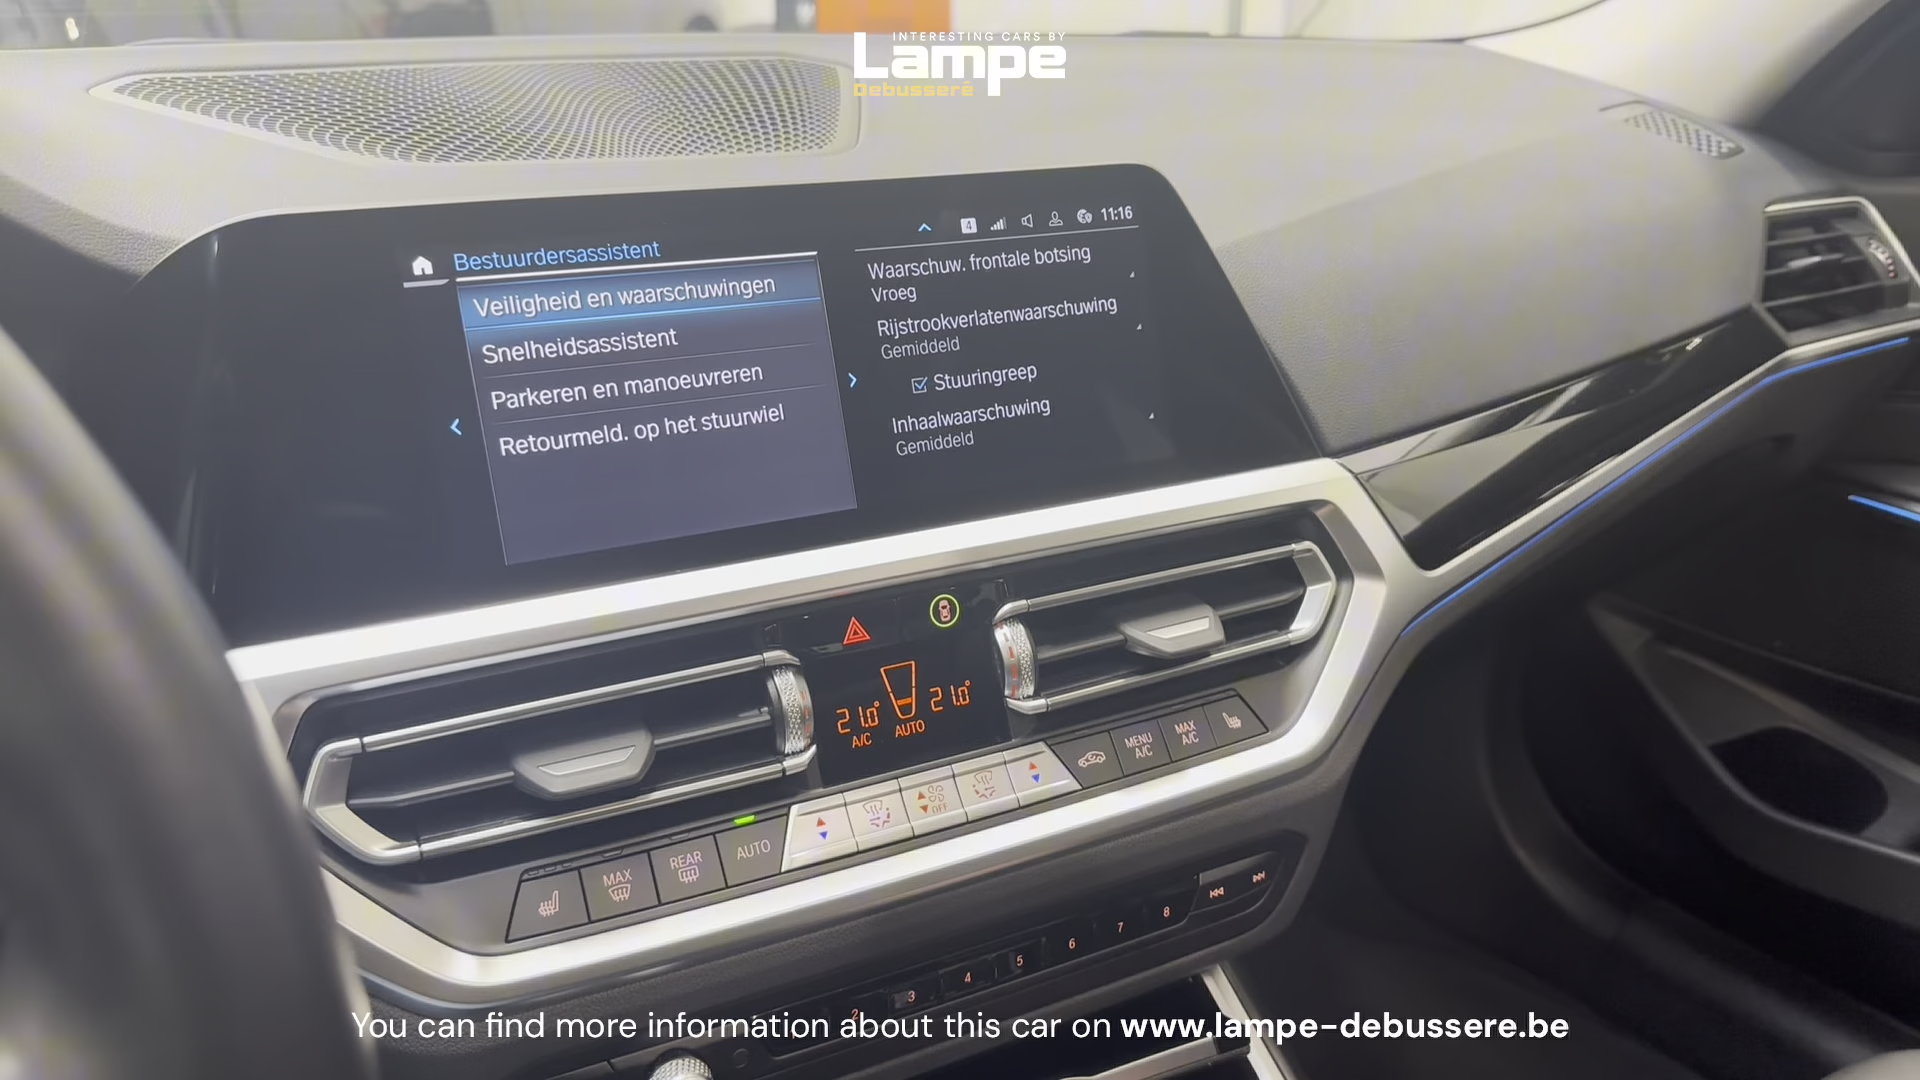 INTERESTING CARS BY
Lampe
Debusseré
4
11:16
Bestuurdersassistent
Veiligheid en waarschuwingen
Snelheidsassistent
Parkeren en manoeuvreren
Retourmeld. op het stuurwiel
Waarschuw. frontale botsing
Vroeg
Rijstrookverlatenwaarschuwing
Gemiddeld
Stuuringreep
Inhaalwaarschuwing
Gemiddeld
21.0°
21.0°
A/C
AUTO
MAX
REAR
AUTO
OFF
MENU A/C
MAX A/C
2 3 4 5 6 7 8
You can find more information about this car on www.lampe-debussere.be